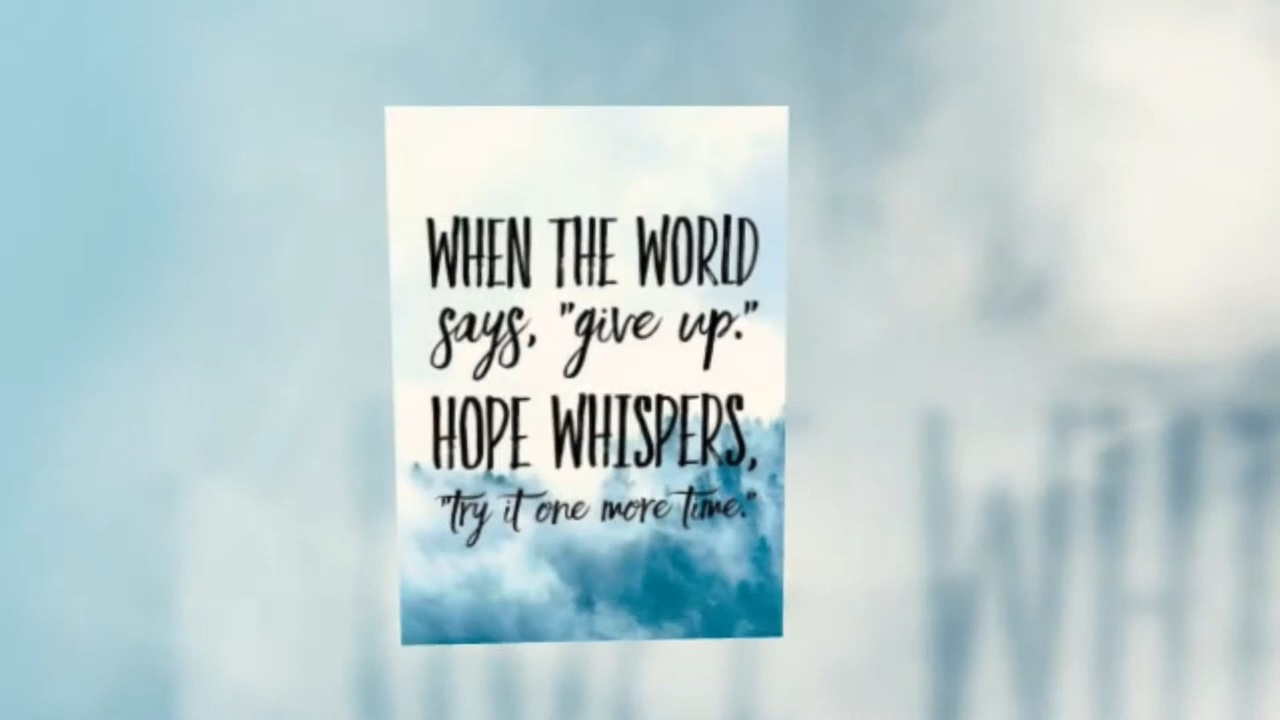 WHEN THE WORLD
says, "give up."
HOPE WHISPERS,
"try it one more time."